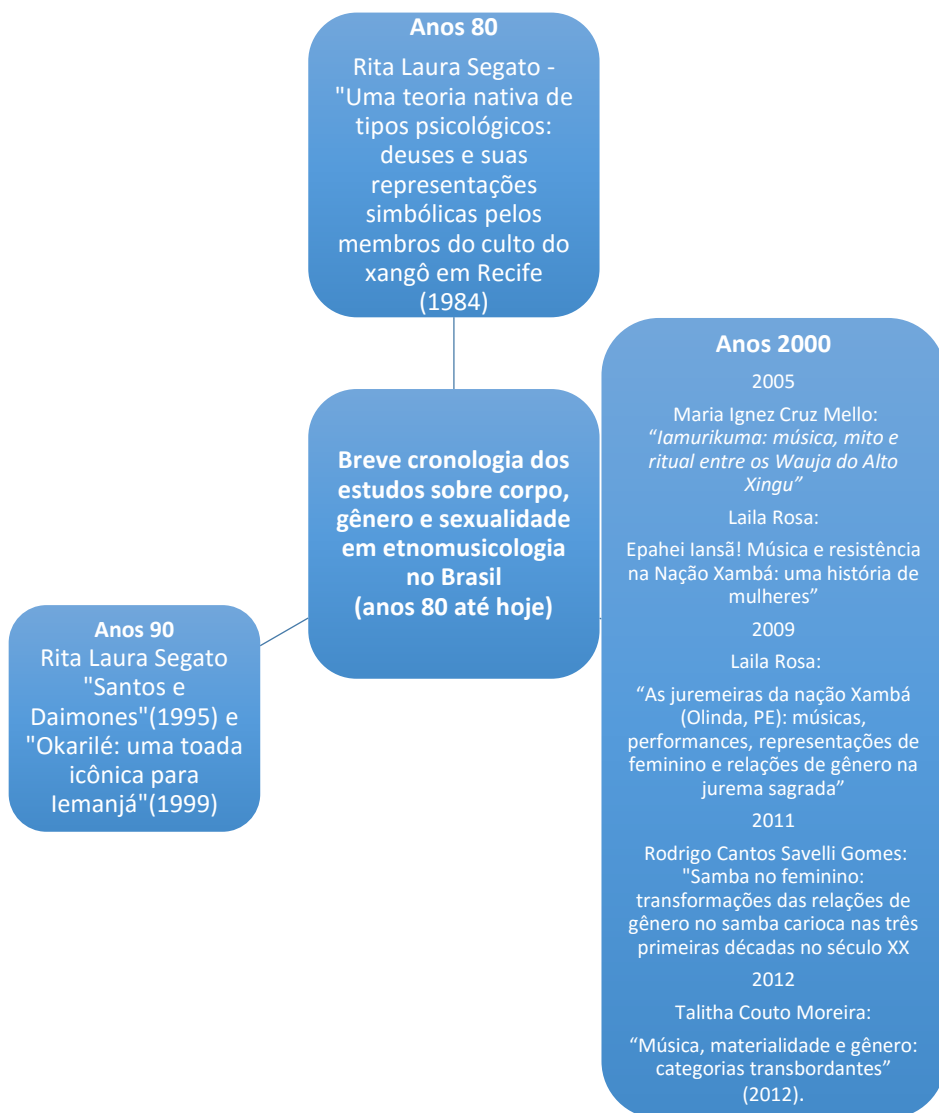 Anos 80
Rita Laura Segato -
"Uma teoria nativa de
tipos psicológicos:
deuses e suas
representações
simbólicas pelos
membros do culto do
xangô em Recife
(1984)
Breve cronologia dos
estudos sobre corpo,
gênero e sexualidade
em etnomusicologia
no Brasil
(anos 80 até hoje)
Anos 90
Rita Laura Segato
"Santos e
Daimones"(1995) e
"Okarilé: uma toada
icônica para
Iemanjá"(1999)
Anos 2000
2005
Maria Ignez Cruz Mello:
“Iamurikuma: música, mito e
ritual entre os Wauja do Alto
Xingu”
Laila Rosa:
Epahei Iansã! Música e resistência
na Nação Xambá: uma história de
mulheres”
2009
Laila Rosa:
“As juremeiras da nação Xambá
(Olinda, PE): músicas,
performances, representações de
feminino e relações de gênero na
jurema sagrada”
2011
Rodrigo Cantos Savelli Gomes:
"Samba no feminino:
transformações das relações de
gênero no samba carioca nas três
primeiras décadas no século XX
2012
Talitha Couto Moreira:
“Música, materialidade e gênero:
categorias transbordantes”
(2012).